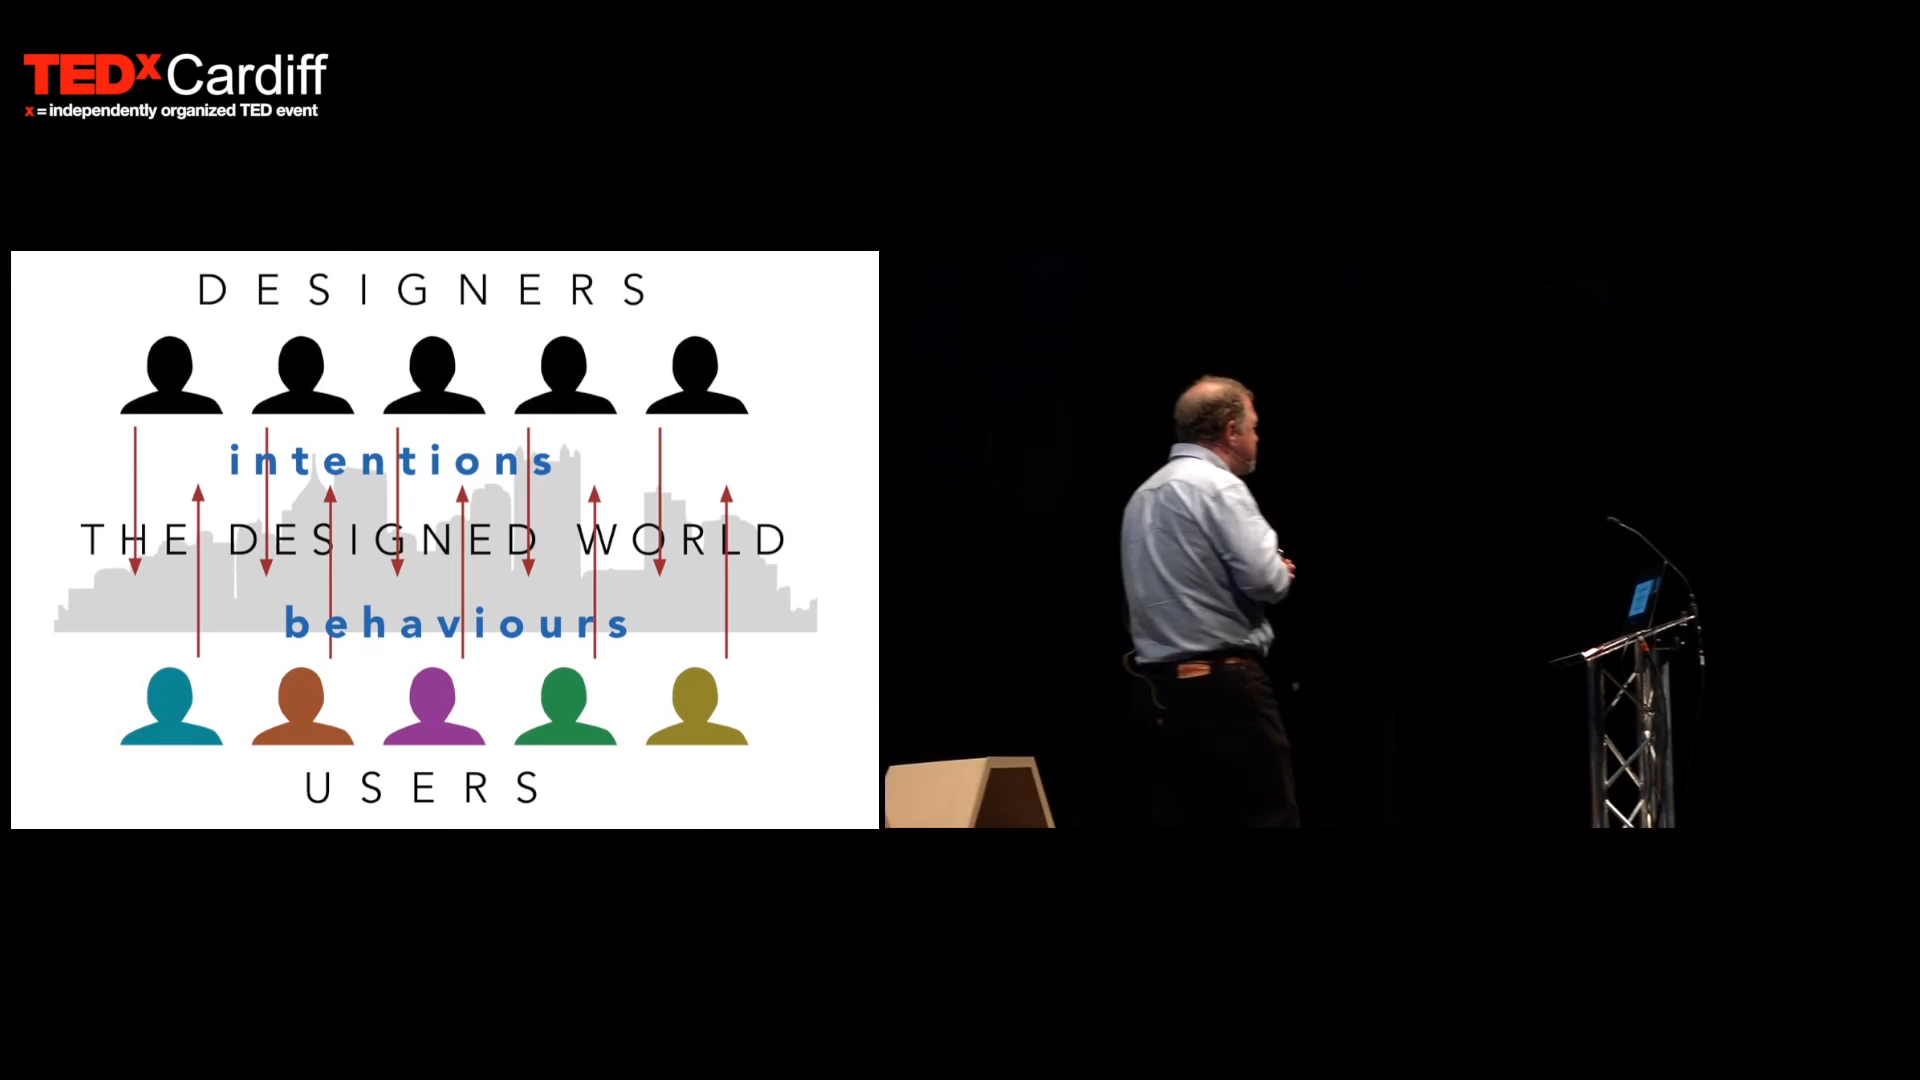 TEDxCardiff
x = independently organized TED event
DESIGNERS
intentions
THE DESIGNED WORLD
behaviours
USERS